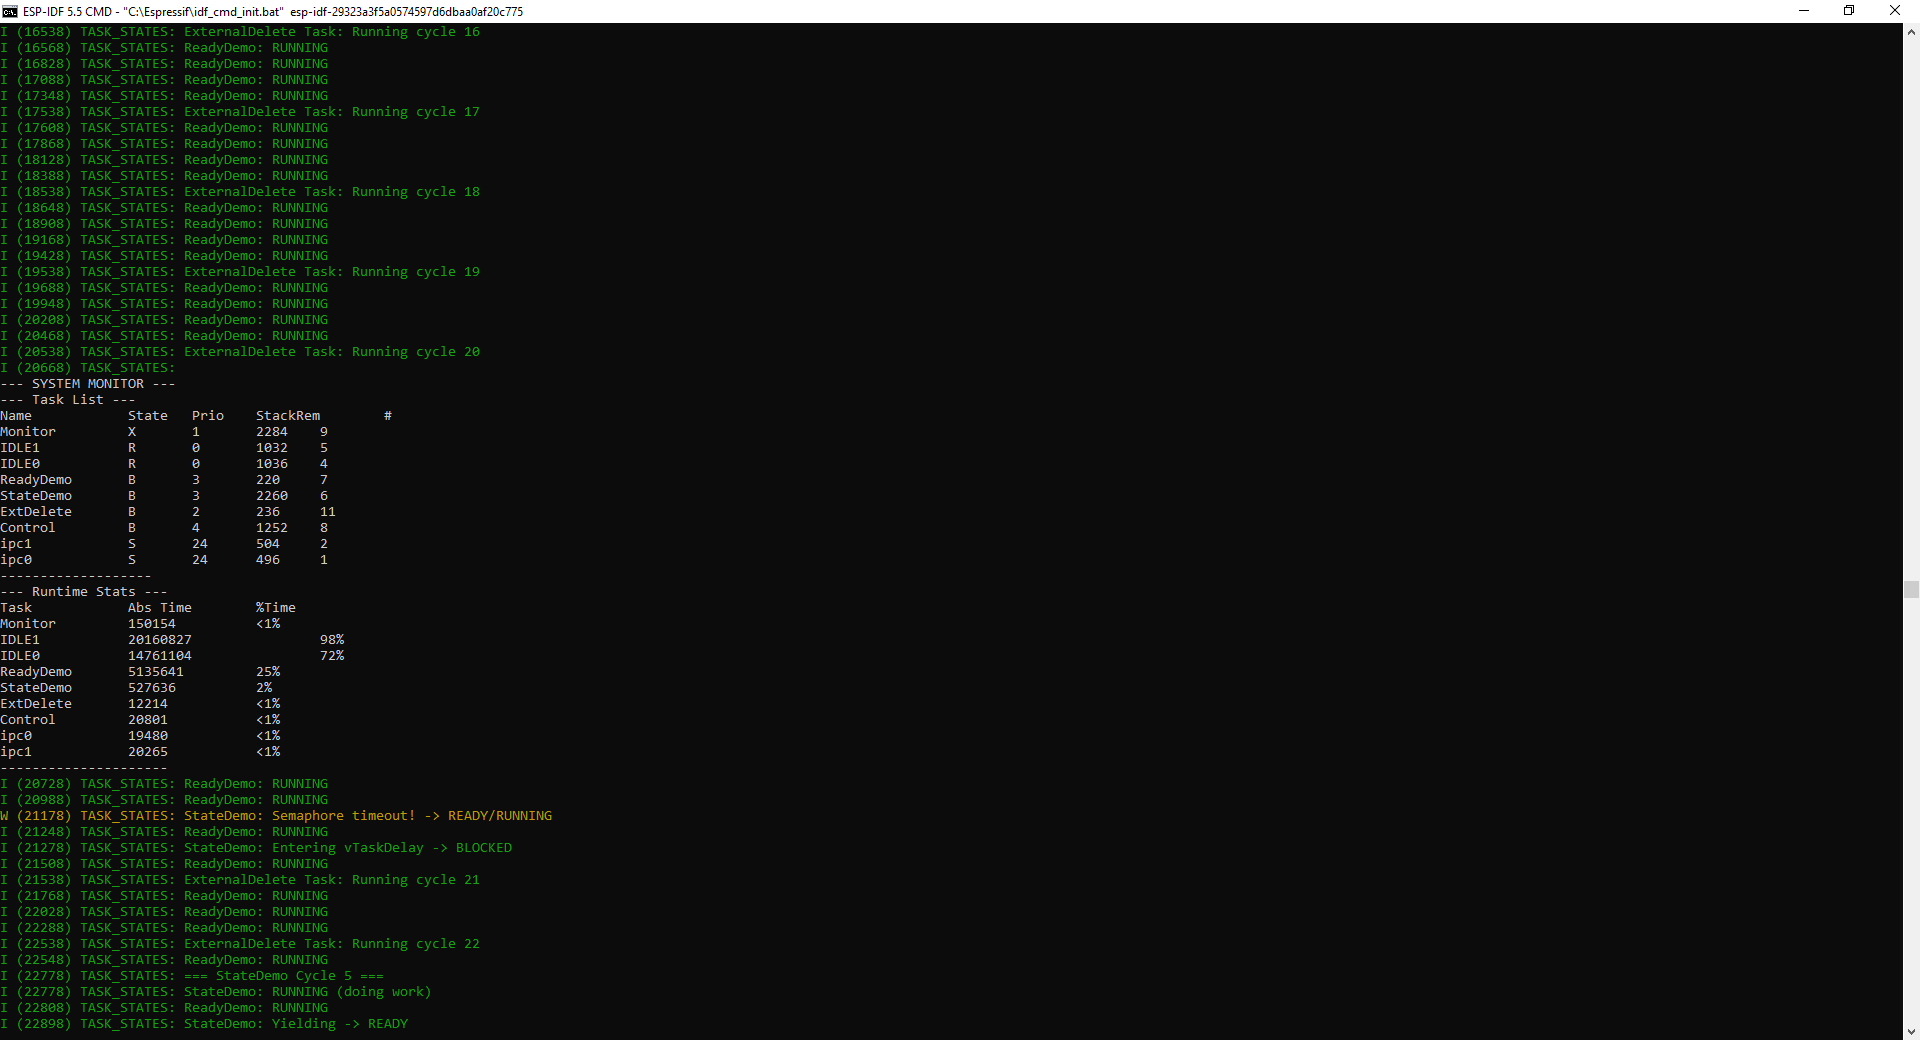 ESP-IDF 5.5 CMD - "C:\Espressif\idf_cmd_init.bat" esp-idf-29323a3f5a0574597d6dbaa0af20c775
I (16538) TASK_STATES: ExternalDelete Task: Running cycle 16
I (16568) TASK_STATES: ReadyDemo: RUNNING
I (16828) TASK_STATES: ReadyDemo: RUNNING
I (17088) TASK_STATES: ReadyDemo: RUNNING
I (17348) TASK_STATES: ReadyDemo: RUNNING
I (17538) TASK_STATES: ExternalDelete Task: Running cycle 17
I (17608) TASK_STATES: ReadyDemo: RUNNING
I (17868) TASK_STATES: ReadyDemo: RUNNING
I (18128) TASK_STATES: ReadyDemo: RUNNING
I (18388) TASK_STATES: ReadyDemo: RUNNING
I (18538) TASK_STATES: ExternalDelete Task: Running cycle 18
I (18648) TASK_STATES: ReadyDemo: RUNNING
I (18908) TASK_STATES: ReadyDemo: RUNNING
I (19168) TASK_STATES: ReadyDemo: RUNNING
I (19428) TASK_STATES: ReadyDemo: RUNNING
I (19538) TASK_STATES: ExternalDelete Task: Running cycle 19
I (19688) TASK_STATES: ReadyDemo: RUNNING
I (19948) TASK_STATES: ReadyDemo: RUNNING
I (20208) TASK_STATES: ReadyDemo: RUNNING
I (20468) TASK_STATES: ReadyDemo: RUNNING
I (20538) TASK_STATES: ExternalDelete Task: Running cycle 20
I (20668) TASK_STATES:
--- SYSTEM MONITOR ---
--- Task List ---
Name State Prio StackRem #
Monitor X 1 2284 9
IDLE1 R 0 1032 5
IDLE0 R 0 1036 4
ReadyDemo B 3 220 7
StateDemo B 3 2260 6
ExtDelete B 2 236 11
Control B 4 1252 8
ipc1 S 24 504 2
ipc0 S 24 496 1
-------------------
--- Runtime Stats ---
Task Abs Time %Time
Monitor 150154 <1%
IDLE1 20160827 98%
IDLE0 14761104 72%
ReadyDemo 5135641 25%
StateDemo 527636 2%
ExtDelete 12214 <1%
Control 20801 <1%
ipc0 19480 <1%
ipc1 20265 <1%
---------------------
I (20728) TASK_STATES: ReadyDemo: RUNNING
I (20988) TASK_STATES: ReadyDemo: RUNNING
W (21178) TASK_STATES: StateDemo: Semaphore timeout! -> READY/RUNNING
I (21248) TASK_STATES: ReadyDemo: RUNNING
I (21278) TASK_STATES: StateDemo: Entering vTaskDelay -> BLOCKED
I (21508) TASK_STATES: ReadyDemo: RUNNING
I (21538) TASK_STATES: ExternalDelete Task: Running cycle 21
I (21768) TASK_STATES: ReadyDemo: RUNNING
I (22028) TASK_STATES: ReadyDemo: RUNNING
I (22288) TASK_STATES: ReadyDemo: RUNNING
I (22538) TASK_STATES: ExternalDelete Task: Running cycle 22
I (22548) TASK_STATES: ReadyDemo: RUNNING
I (22778) TASK_STATES: === StateDemo Cycle 5 ===
I (22778) TASK_STATES: StateDemo: RUNNING (doing work)
I (22808) TASK_STATES: ReadyDemo: RUNNING
I (22898) TASK_STATES: StateDemo: Yielding -> READY